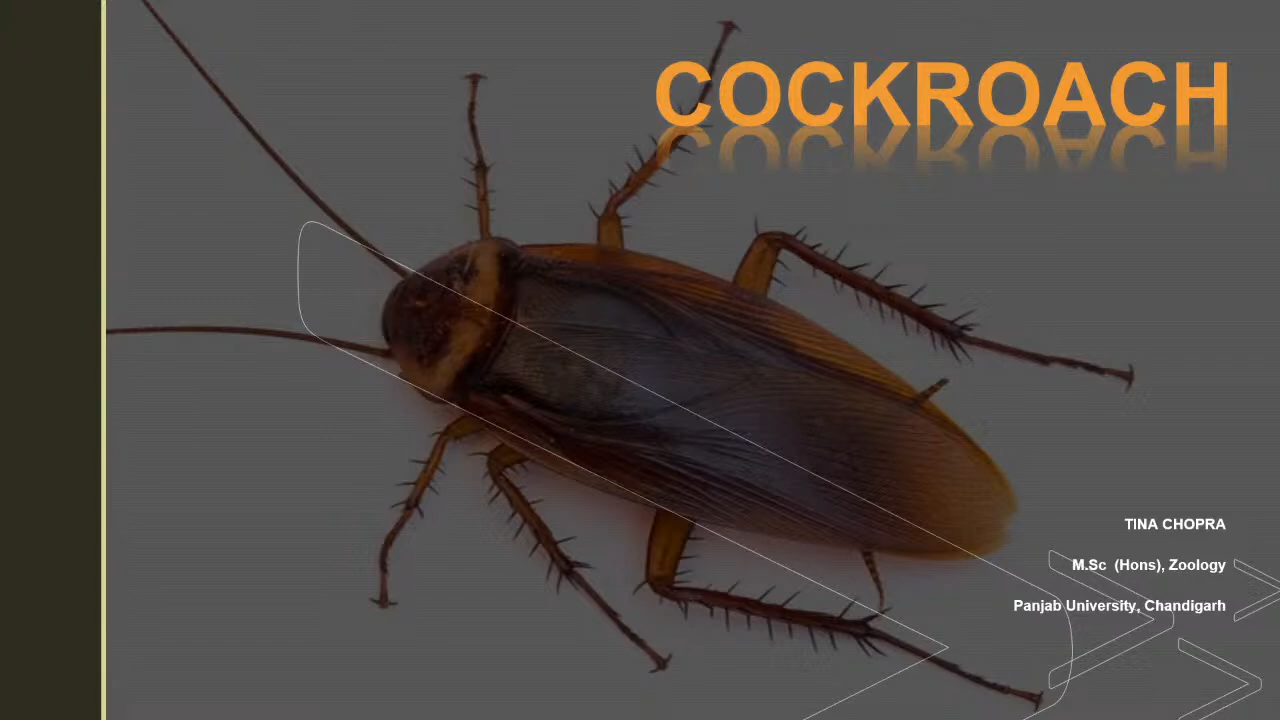 COCKROACH
TINA CHOPRA
M.Sc (Hons), Zoology
Panjab University, Chandigarh